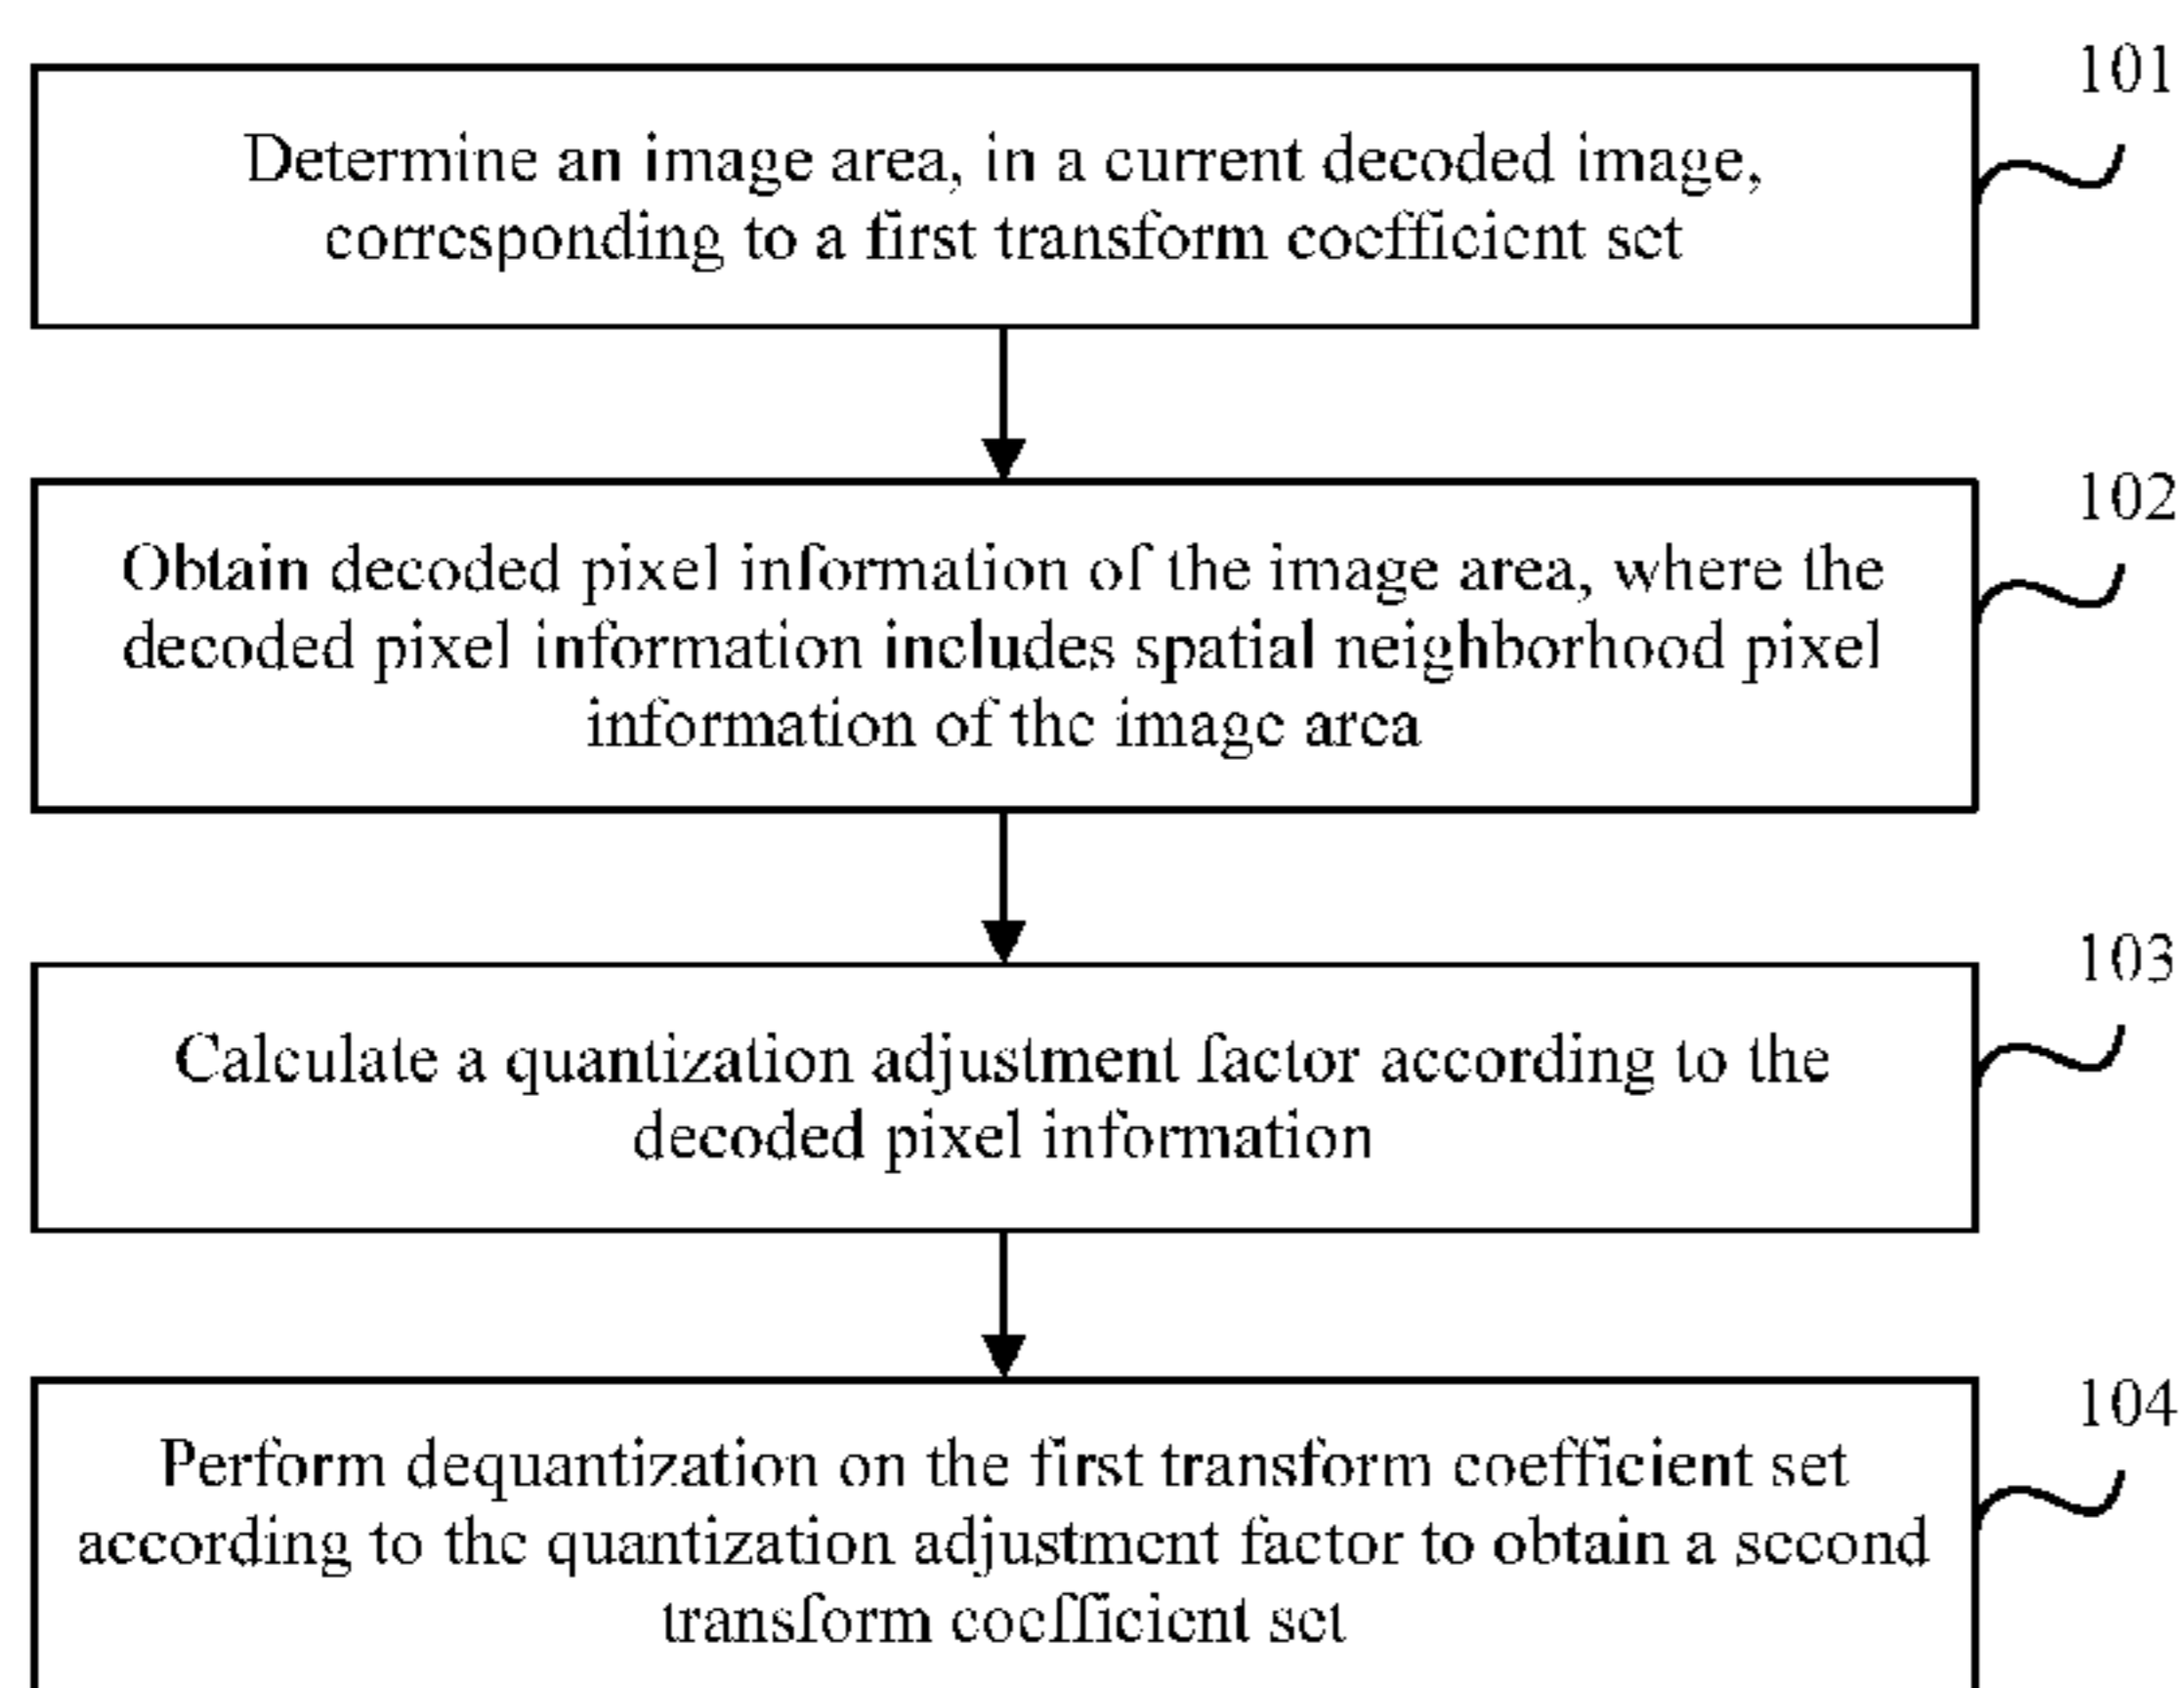 101
Determine an image area, in a current decoded image,
corresponding to a first transform coefficient set
102
Obtain decoded pixel information of the image area, where the
decoded pixel information includes spatial neighborhood pixel
information of the image area
103
Calculate a quantization adjustment factor according to the
decoded pixel information
104
Perform dequantization on the first transform coefficient set
according to the quantization adjustment factor to obtain a second
transform coefficient set